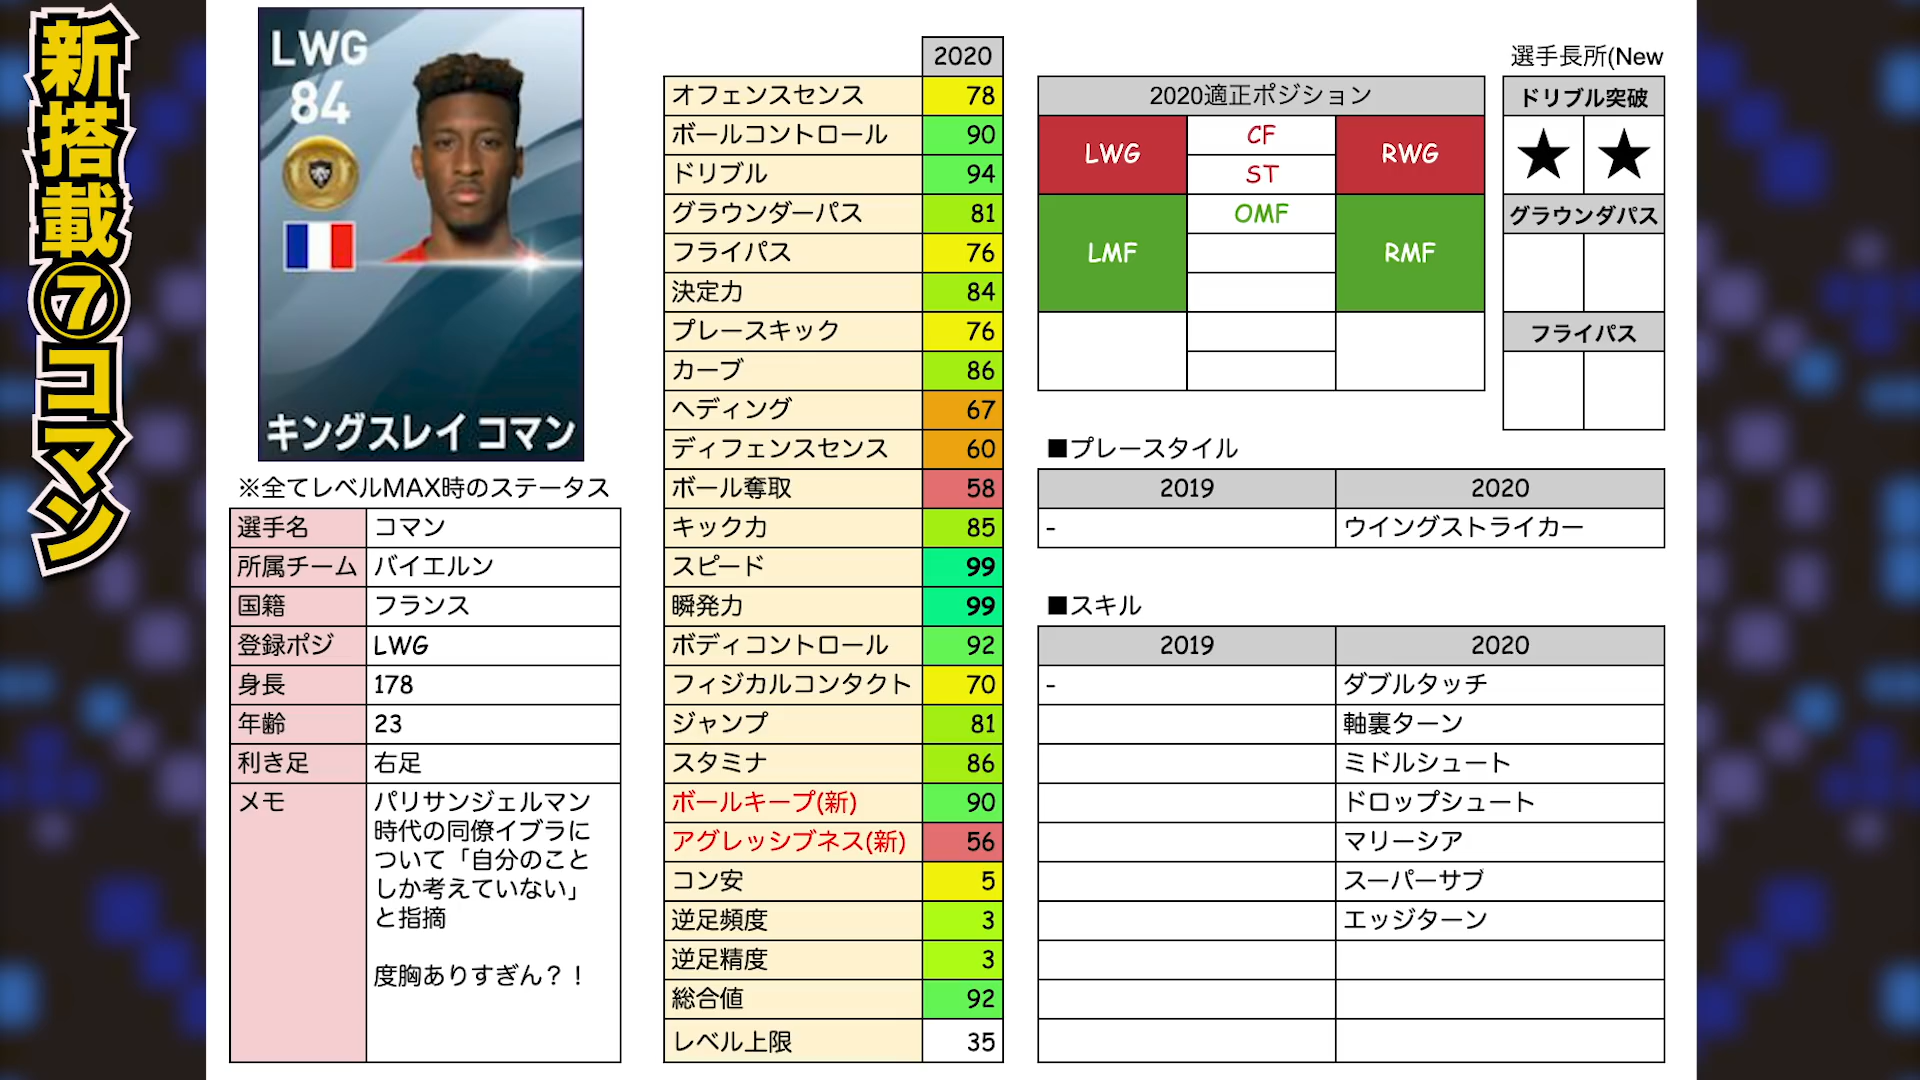 新搭載⑦コマン
LWG
84
キングスレイ コマン
※全てレベルMAX時のステータス
選手名 コマン
所属チーム バイエルン
国籍 フランス
登録ポジ LWG
身長 178
年齢 23
利き足 右足
メモ パリサンジェルマン
時代の同僚イブラに
ついて「自分のこと
しか考えていない」
と指摘
度胸ありすぎん？！
2020
オフェンスセンス 78
ボールコントロール 90
ドリブル 94
グラウンダーパス 81
フライパス 76
決定力 84
プレースキック 76
カーブ 86
ヘディング 67
ディフェンスセンス 60
ボール奪取 58
キック力 85
スピード 99
瞬発力 99
ボディコントロール 92
フィジカルコンタクト 70
ジャンプ 81
スタミナ 86
ボールキープ(新) 90
アグレッシブネス(新) 56
コン安 5
逆足頻度 3
逆足精度 3
総合値 92
レベル上限 35
2020適正ポジション
LWG CF RWG
ST
LMF OMF RMF
選手長所(New
ドリブル突破
★ ★
グラウンダパス
フライパス
■プレースタイル
2019 2020
- ウイングストライカー
■スキル
2019 2020
- ダブルタッチ
軸裏ターン
ミドルシュート
ドロップシュート
マリーシア
スーパーサブ
エッジターン